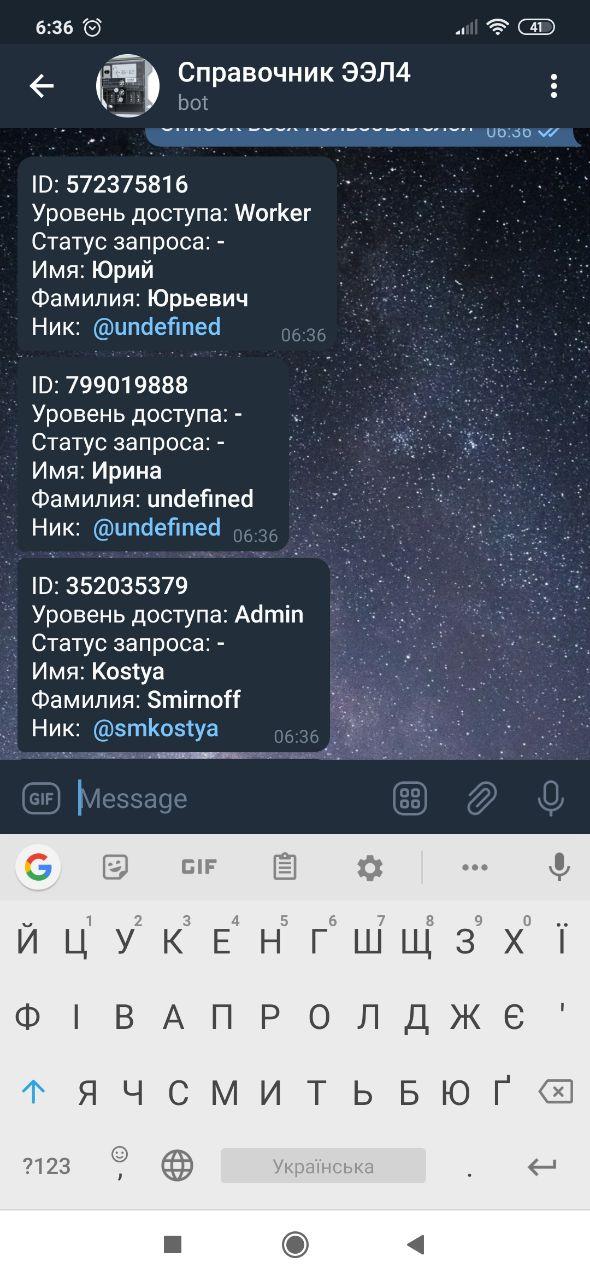 6:36
41
Справочник ЭЭЛ4
bot
список всех пользователей 06:36
ID: 572375816
Уровень доступа: Worker
Статус запроса: -
Имя: Юрий
Фамилия: Юрьевич
Ник: @undefined
06:36
ID: 799019888
Уровень доступа: -
Статус запроса: -
Имя: Ирина
Фамилия: undefined
Ник: @undefined
06:36
ID: 352035379
Уровень доступа: Admin
Статус запроса: -
Имя: Kostya
Фамилия: Smirnoff
Ник: @smkostya
06:36
GIF Message
G GIF
1 2 3 4 5 6 7 8 9 0
Й Ц У К Е Н Г Ш Щ З Х Ї
Ф І В А П Р О Л Д Ж Є '
Я Ч С М И Т Ь Б Ю Ґ
?123 , Українська .